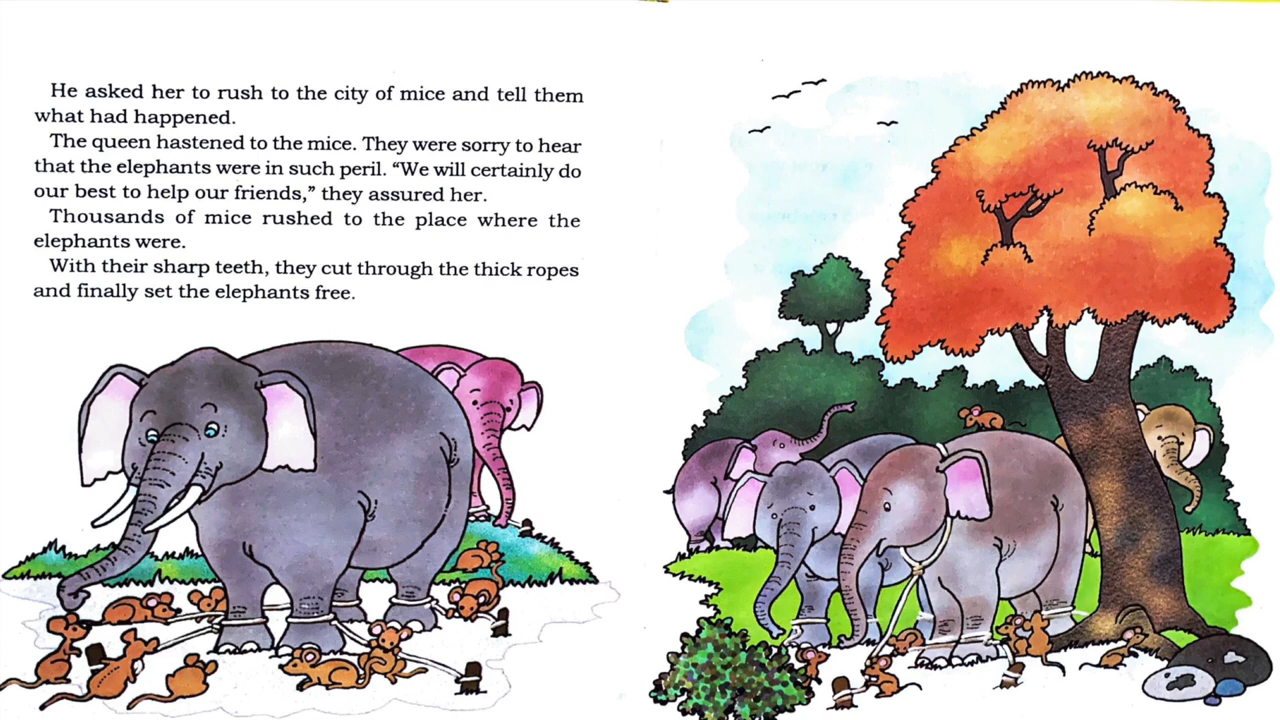 He asked her to rush to the city of mice and tell them
what had happened.
The queen hastened to the mice. They were sorry to hear
that the elephants were in such peril. “We will certainly do
our best to help our friends,” they assured her.
Thousands of mice rushed to the place where the
elephants were.
With their sharp teeth, they cut through the thick ropes
and finally set the elephants free.